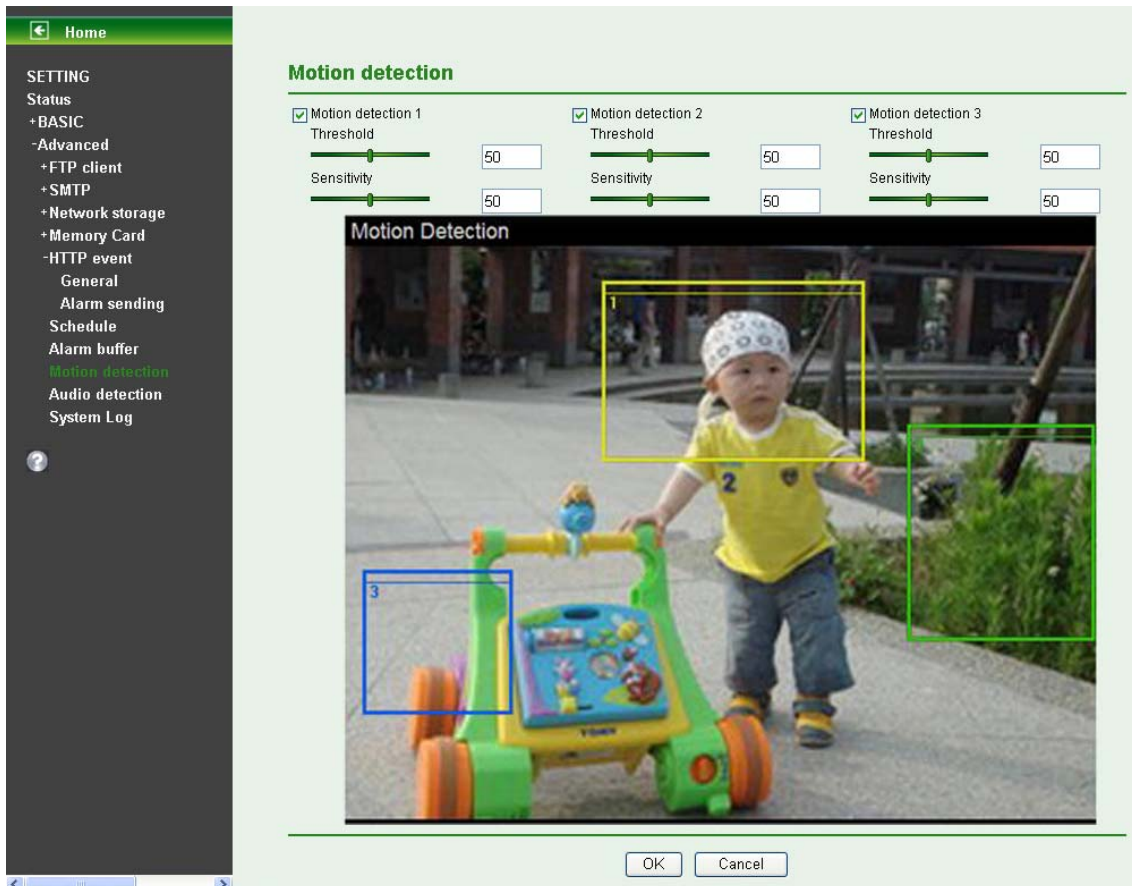 Home
SETTING
Status
+BASIC
-Advanced
+FTP client
+SMTP
+Network storage
+Memory Card
-HTTP event
General
Alarm sending
Schedule
Alarm buffer
Motion detection
Audio detection
System Log
?
Motion detection
Motion detection 1
Threshold
50
Sensitivity
50
Motion detection 2
Threshold
50
Sensitivity
50
Motion detection 3
Threshold
50
Sensitivity
50
Motion Detection
1
2
3
TOMY
OK
Cancel